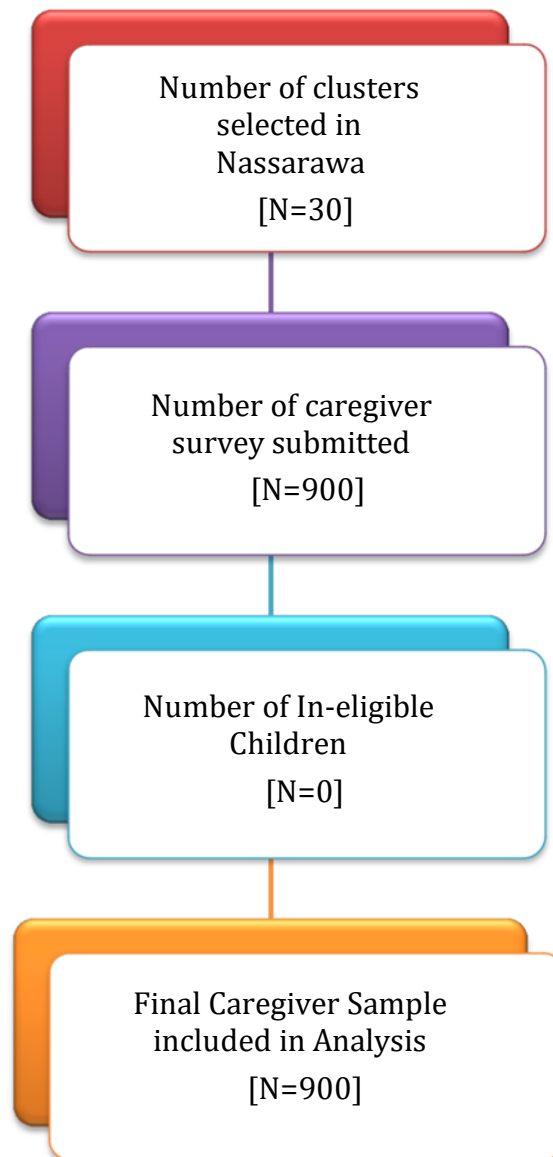 Number of clusters
selected in
Nassarawa
[N=30]
Number of caregiver
survey submitted
[N=900]
Number of In-eligible
Children
[N=0]
Final Caregiver Sample
included in Analysis
[N=900]